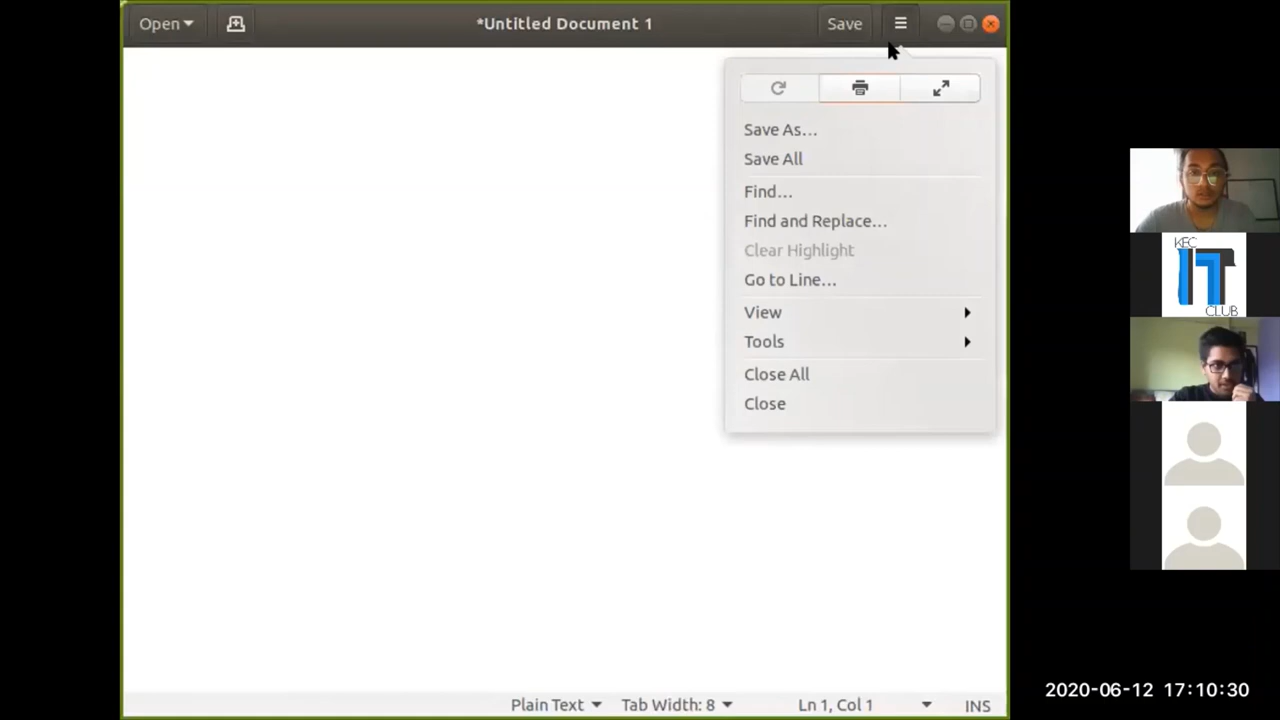 Open
*Untitled Document 1
Save
Save As...
Save All
Find...
Find and Replace...
Clear Highlight
Go to Line...
View
Tools
Close All
Close
KEC
IT
CLUB
Plain Text
Tab Width: 8
Ln 1, Col 1
INS
2020-06-12 17:10:30